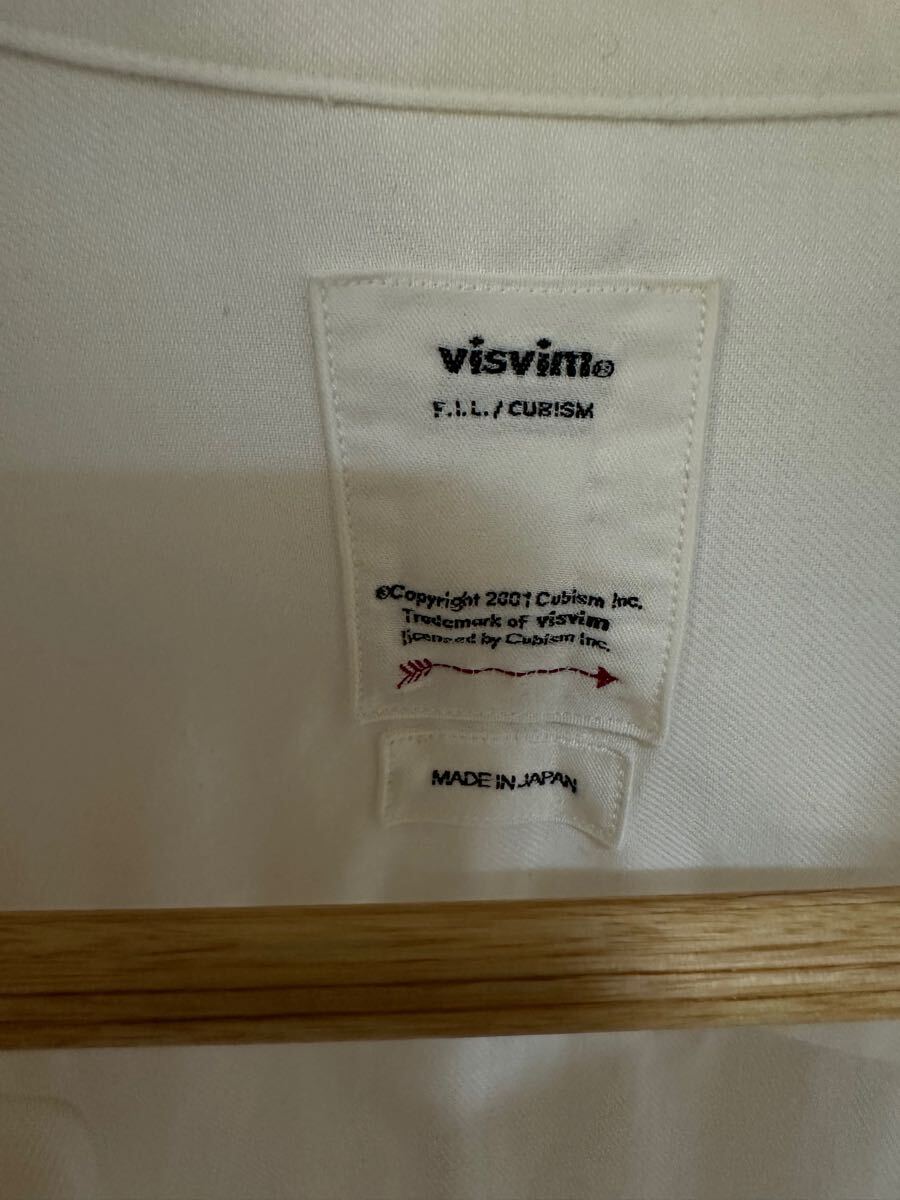 visvim®
F.I.L./CUBISM
©Copyright 2001 Cubism Inc.
Trademark of visvim
licensed by Cubism Inc.
MADE IN JAPAN